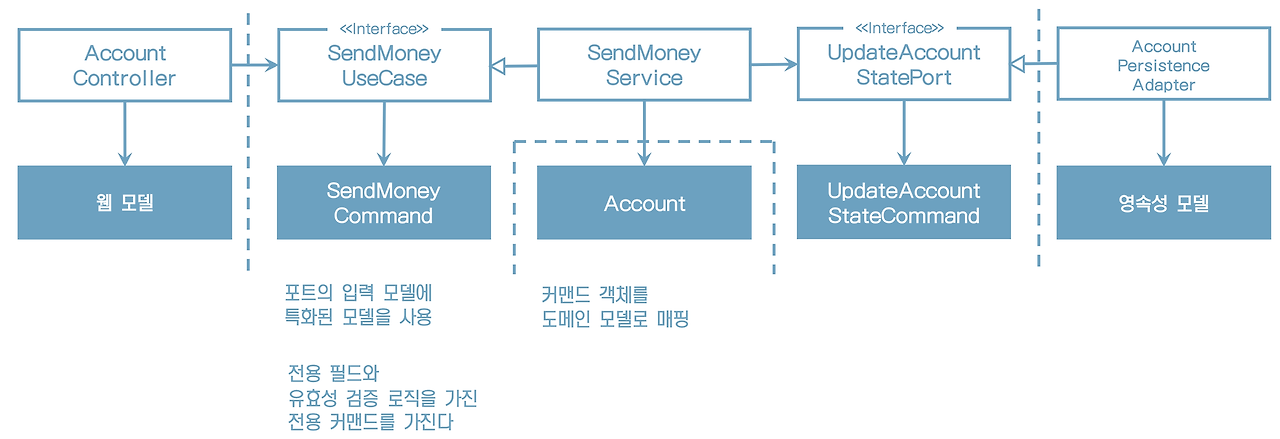 Account
Controller
<<Interface>>
SendMoney
UseCase
SendMoney
Service
<<Interface>>
UpdateAccount
StatePort
Account
Persistence
Adapter
웹 모델
SendMoney
Command
Account
UpdateAccount
StateCommand
영속성 모델
포트의 입력 모델에
특화된 모델을 사용
커맨드 객체를
도메인 모델로 매핑
전용 필드와
유효성 검증 로직을 가진
전용 커맨드를 가진다